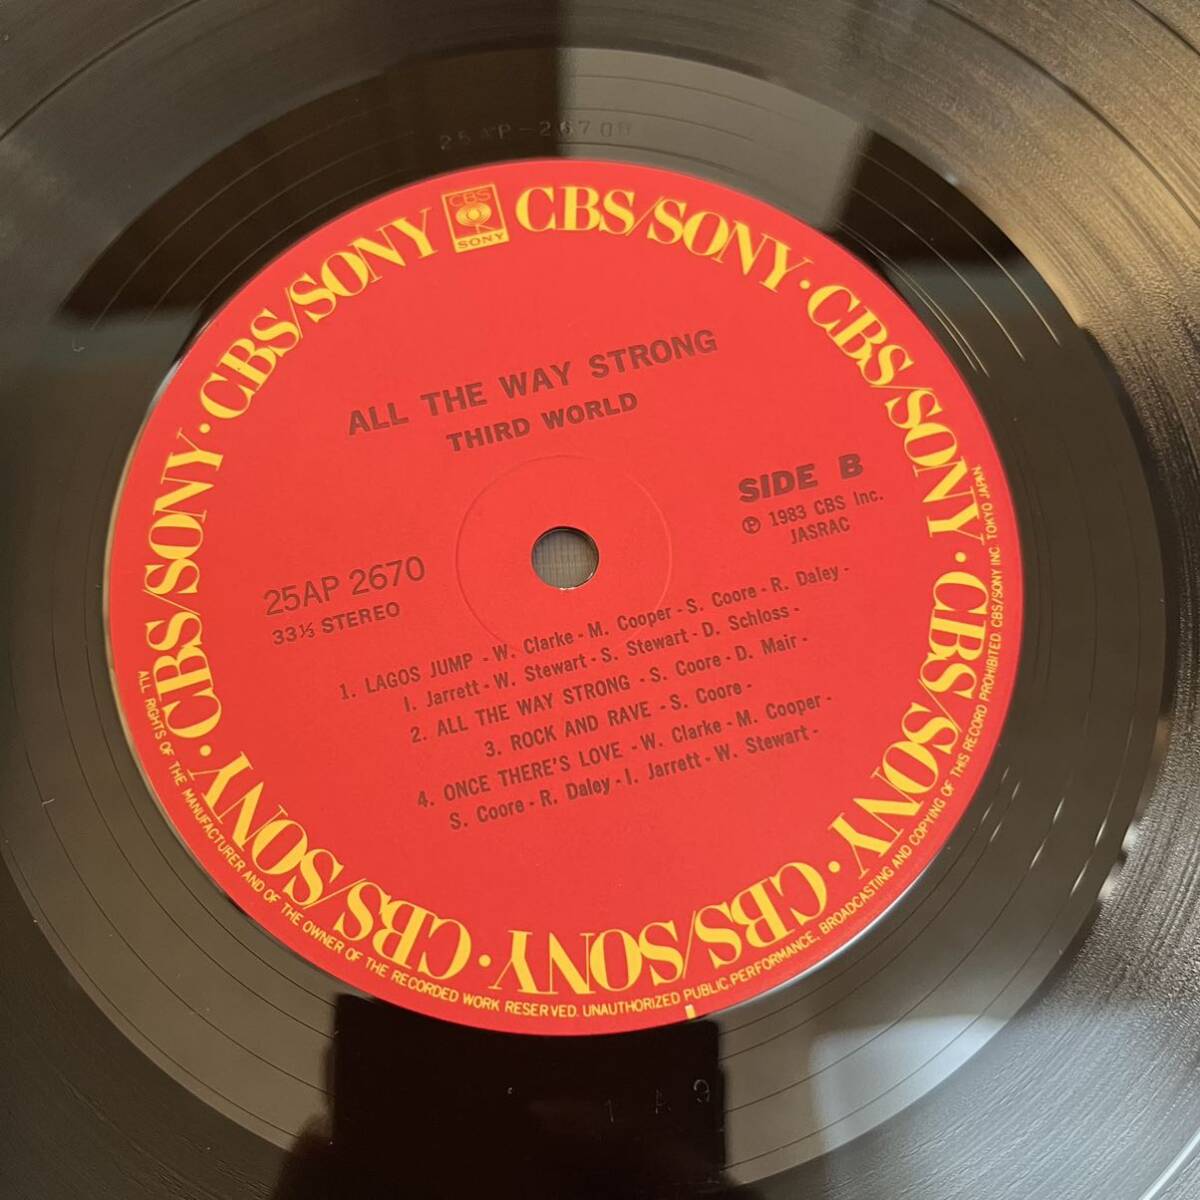 25AP-2670B
CBS
SONY
CBS/SONY · CBS/SONY · CBS/SONY · CBS/SONY · CBS/SONY · CBS/SONY · CBS/SONY · CBS/SONY
ALL THE WAY STRONG
THIRD WORLD
SIDE B
℗ 1983 CBS Inc.
JASRAC
25AP 2670
33⅓ STEREO
1. LAGOS JUMP - W. Clarke - M. Cooper - S. Coore - R. Daley -
I. Jarrett - W. Stewart - S. Stewart - D. Schloss -
2. ALL THE WAY STRONG - S. Coore - D. Mair -
3. ROCK AND RAVE - S. Coore -
4. ONCE THERE'S LOVE - W. Clarke - M. Cooper -
S. Coore - R. Daley - I. Jarrett - W. Stewart -
ALL RIGHTS OF THE MANUFACTURER AND OF THE OWNER OF THE RECORDED WORK RESERVED. UNAUTHORIZED PUBLIC PERFORMANCE, BROADCASTING AND COPYING OF THIS RECORD PROHIBITED. CBS/SONY INC. TOKYO JAPAN.
1 A 9